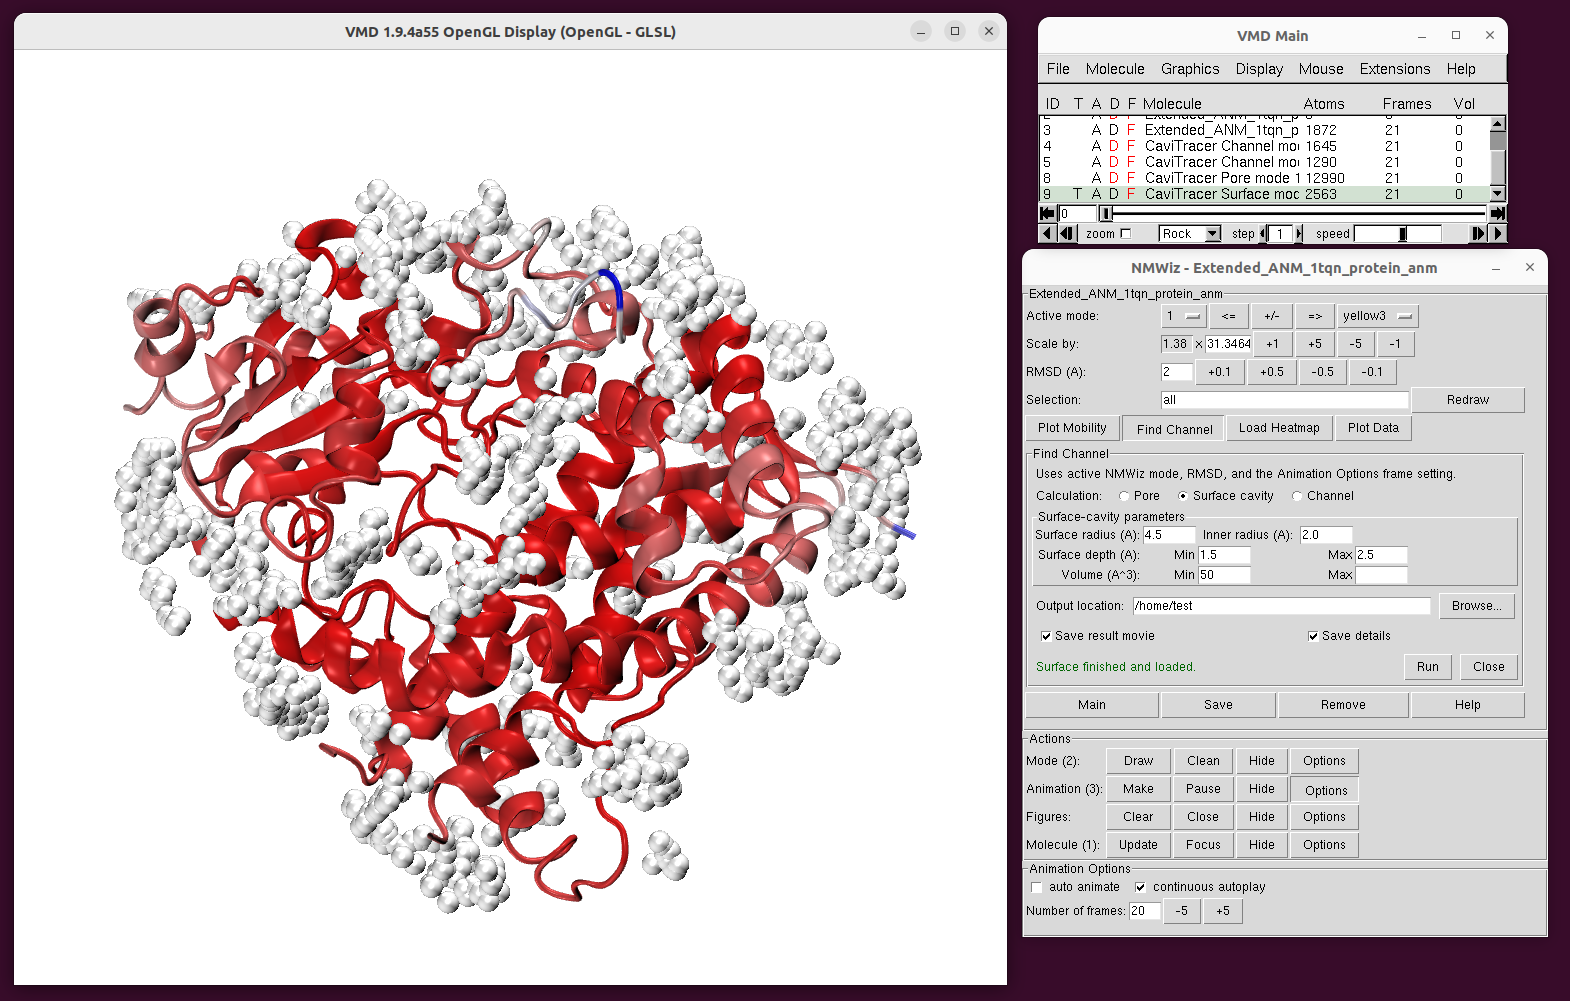 VMD 1.9.4a55 OpenGL Display (OpenGL - GLSL)
VMD Main
File Molecule Graphics Display Mouse Extensions Help
ID T A D F Molecule Atoms Frames Vol
3 A D F Extended_ANM_1tqn_p 1872 21 0
4 A D F CaviTracer Channel mo 1645 21 0
5 A D F CaviTracer Channel mo 1290 21 0
8 A D F CaviTracer Pore mode 1 12990 21 0
9 T A D F CaviTracer Surface mod 2563 21 0
0
zoom Rock step 1 speed
NMWiz - Extended_ANM_1tqn_protein_anm
Extended_ANM_1tqn_protein_anm
Active mode: 1 <= +/- => yellow3
Scale by: 1.38 x 31.3464 +1 +5 -5 -1
RMSD (A): 2 +0.1 +0.5 -0.5 -0.1
Selection: all Redraw
Plot Mobility Find Channel Load Heatmap Plot Data
Find Channel
Uses active NMWiz mode, RMSD, and the Animation Options frame setting.
Calculation: Pore Surface cavity Channel
Surface-cavity parameters
Surface radius (A): 4.5 Inner radius (A): 2.0
Surface depth (A): Min 1.5 Max 2.5
Volume (A^3): Min 50 Max
Output location: /home/test Browse...
Save result movie Save details
Surface finished and loaded. Run Close
Main Save Remove Help
Actions
Mode (2): Draw Clean Hide Options
Animation (3): Make Pause Hide Options
Figures: Clear Close Hide Options
Molecule (1): Update Focus Hide Options
Animation Options
auto animate continuous autoplay
Number of frames: 20 -5 +5